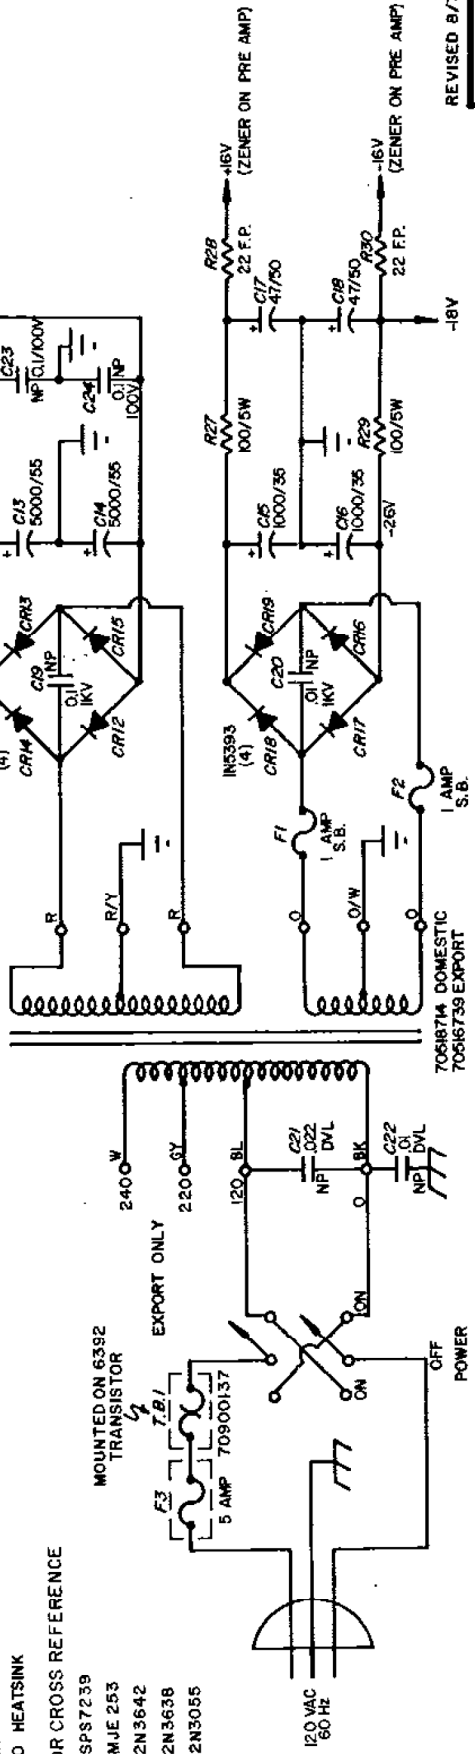 O HEATSINK
OR CROSS REFERENCE
SPS7239
MJE 253
2N3642
2N3638
2N3055
120 VAC
60 Hz
MOUNTED ON 6392
TRANSISTOR
F3
5 AMP
T.B.1
70900137
EXPORT ONLY
ON
ON
OFF
POWER
240
W
220
GY
120
BL
C21
.022
DVL
NP
O
BK
C22
.01
DVL
NP
70518714 DOMESTIC
70516739 EXPORT
R
R/Y
R
O
O/W
O
F1
1 AMP
S.B.
F2
1 AMP
S.B.
(4)
CR14
CR13
C19
NP
0.1
1KV
CR12
CR15
1N5393
(4)
CR18
CR19
C20
NP
.01
1KV
CR17
CR16
+
C13
5000/55
+
C14
5000/55
C23
0.1/100V
NP
C24
0.1
NP
100V
+
C15
1000/35
+
C16
1000/35
-26V
R27
100/5W
R29
100/5W
+
C17
47/50
+
C18
47/50
-18V
R28
22 F.P.
R30
22 F.P.
+16V
(ZENER ON PRE AMP)
-16V
(ZENER ON PRE AMP)
REVISED 8/